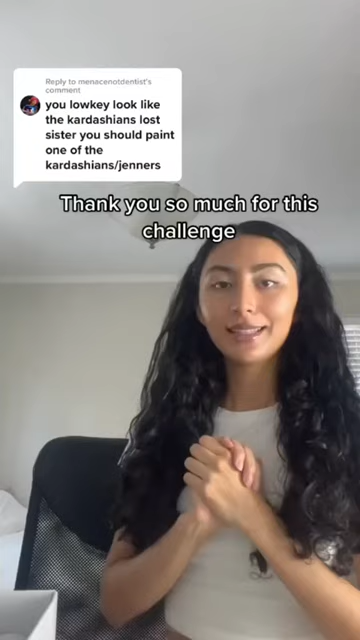 Reply to menacenotdentist's
comment
you lowkey look like
the kardashians lost
sister you should paint
one of the
kardashians/jenners
Thank you so much for this
challenge